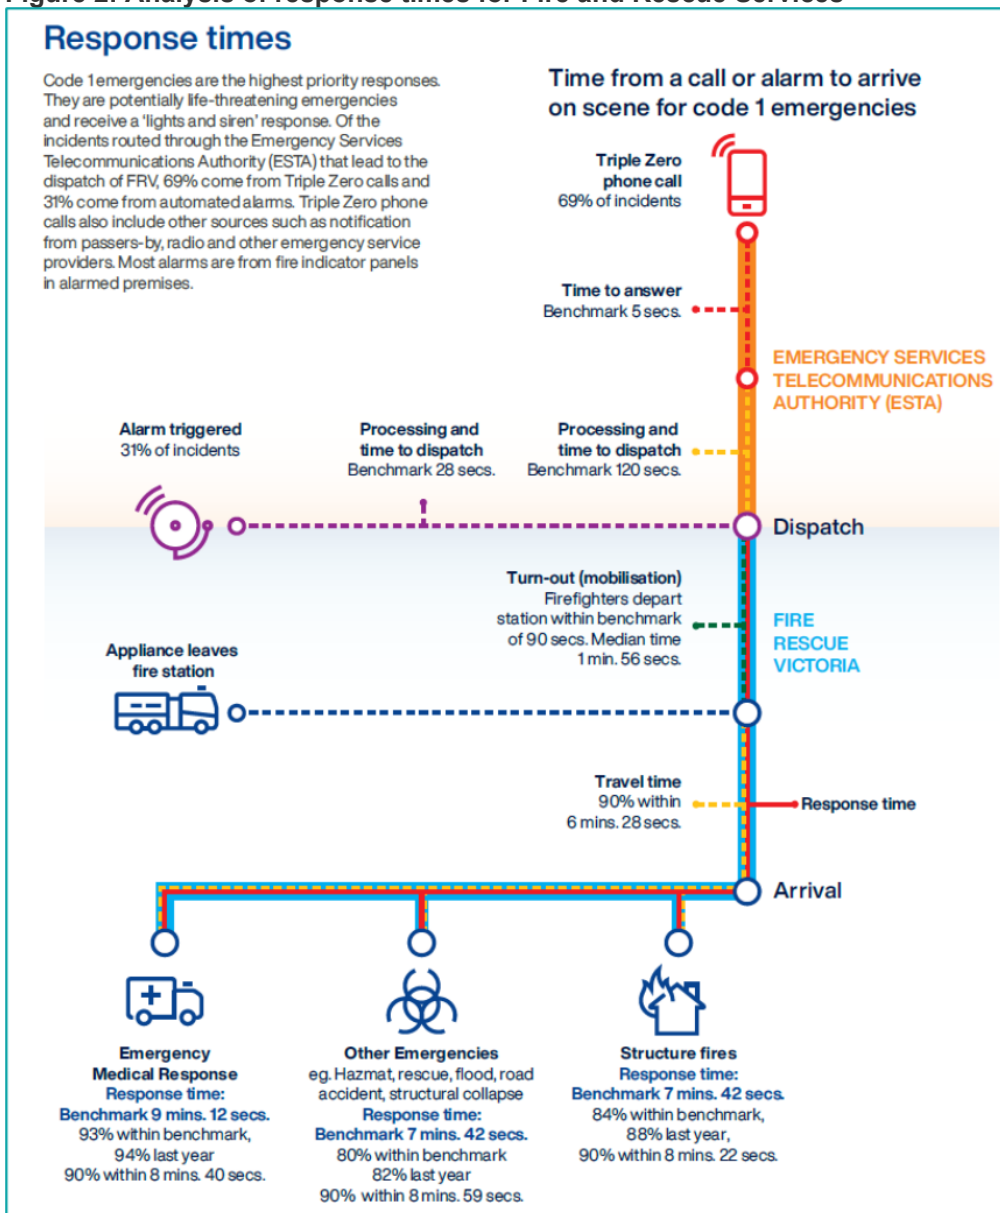 Figure 2: Analysis of response times for Fire and Rescue Services
Response times
Code 1 emergencies are the highest priority responses.
They are potentially life-threatening emergencies
and receive a 'lights and siren' response. Of the
incidents routed through the Emergency Services
Telecommunications Authority (ESTA) that lead to the
dispatch of FRV, 69% come from Triple Zero calls and
31% come from automated alarms. Triple Zero phone
calls also include other sources such as notification
from passers-by, radio and other emergency service
providers. Most alarms are from fire indicator panels
in alarmed premises.
Time from a call or alarm to arrive
on scene for code 1 emergencies
Triple Zero
phone call
69% of incidents
Time to answer
Benchmark 5 secs.
EMERGENCY SERVICES
TELECOMMUNICATIONS
AUTHORITY (ESTA)
Alarm triggered
31% of incidents
Processing and
time to dispatch
Benchmark 28 secs.
Processing and
time to dispatch
Benchmark 120 secs.
Dispatch
Turn-out (mobilisation)
Firefighters depart
station within benchmark
of 90 secs. Median time
1 min. 56 secs.
FIRE
RESCUE
VICTORIA
Appliance leaves
fire station
Travel time
90% within
6 mins. 28 secs.
Response time
Arrival
Emergency
Medical Response
Response time:
Benchmark 9 mins. 12 secs.
93% within benchmark,
94% last year
90% within 8 mins. 40 secs.
Other Emergencies
eg. Hazmat, rescue, flood, road
accident, structural collapse
Response time:
Benchmark 7 mins. 42 secs.
80% within benchmark
82% last year
90% within 8 mins. 59 secs.
Structure fires
Response time:
Benchmark 7 mins. 42 secs.
84% within benchmark,
88% last year,
90% within 8 mins. 22 secs.